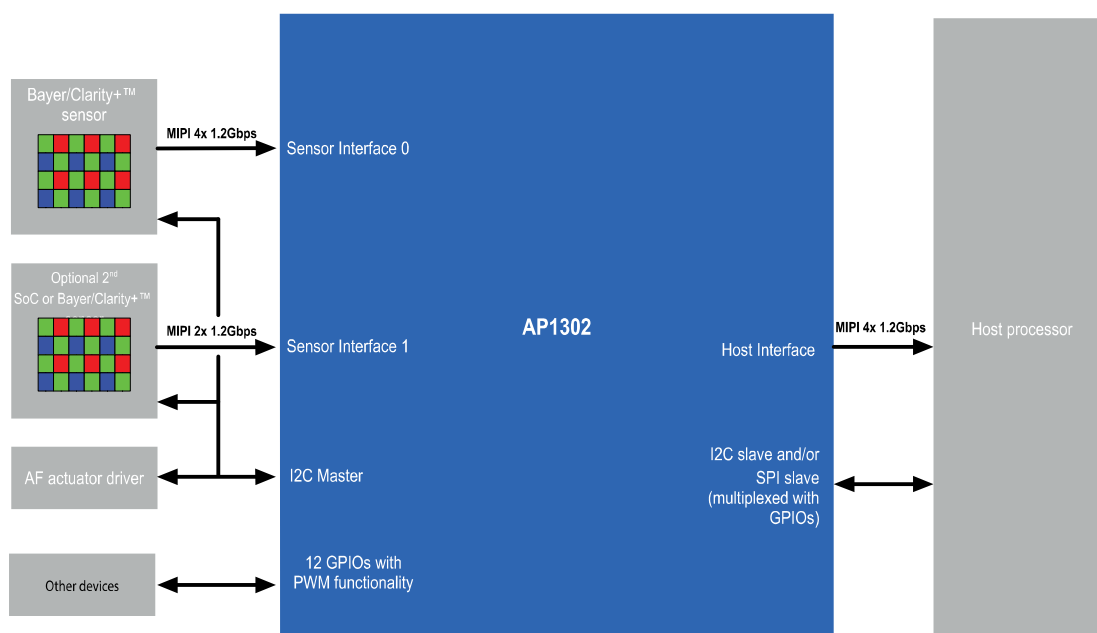 Bayer/Clarity+™
sensor
MIPI 4x 1.2Gbps
Sensor Interface 0
Optional 2nd
SoC or Bayer/Clarity+™
MIPI 2x 1.2Gbps
Sensor Interface 1
AP1302
Host Interface
MIPI 4x 1.2Gbps
Host processor
AF actuator driver
I2C Master
I2C slave and/or
SPI slave
(multiplexed with
GPIOs)
Other devices
12 GPIOs with
PWM functionality